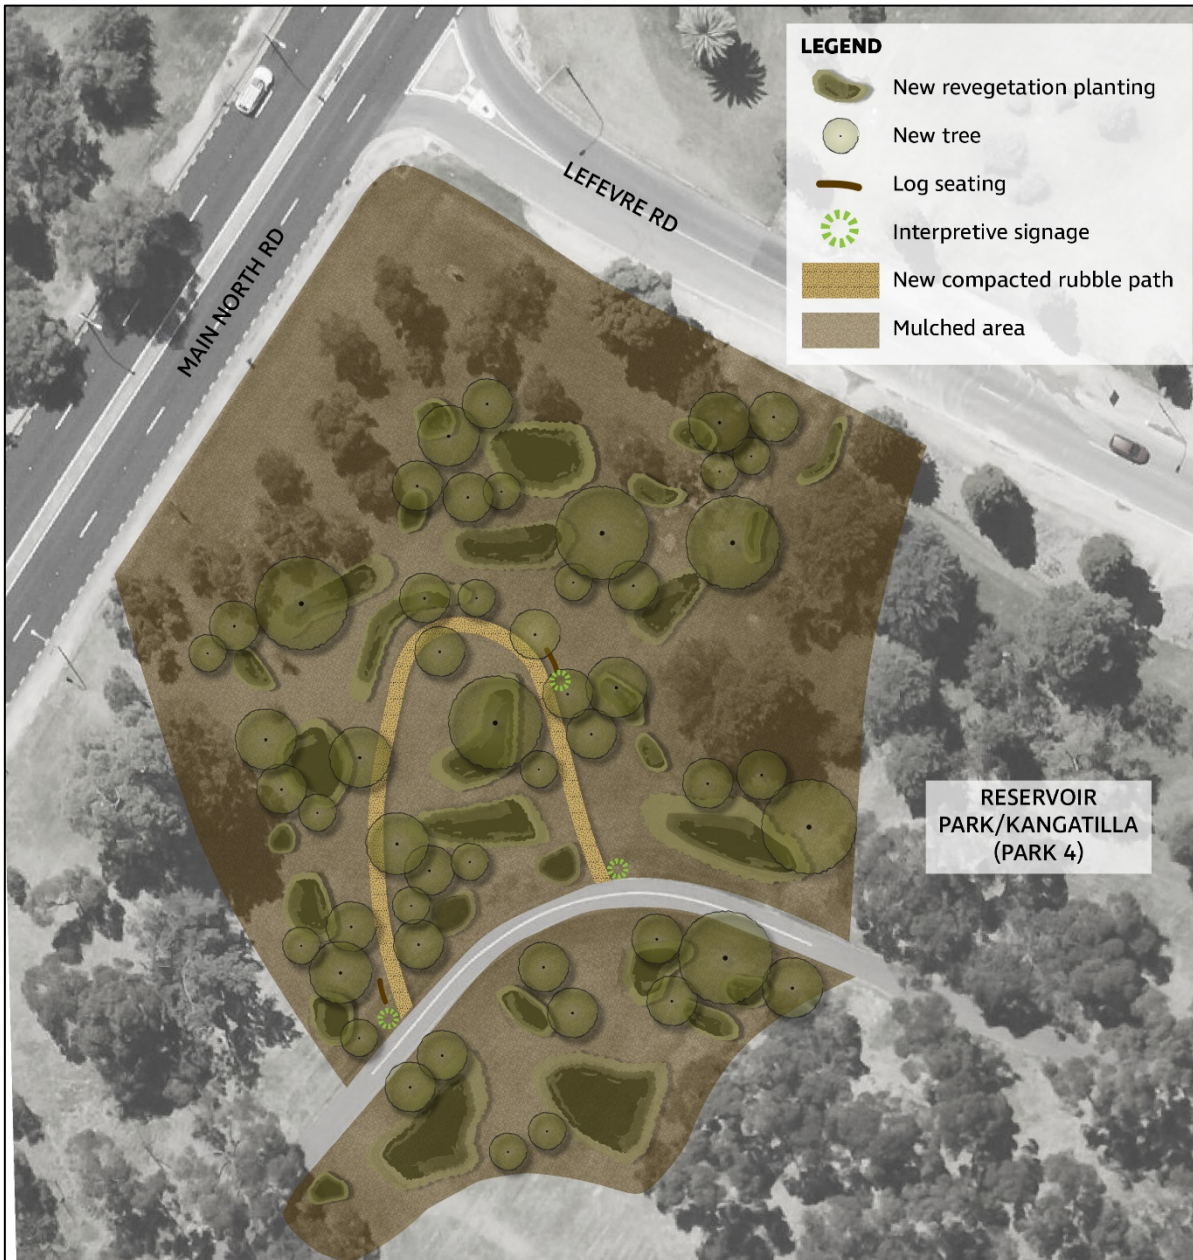 LEGEND
New revegetation planting
New tree
Log seating
Interpretive signage
New compacted rubble path
Mulched area
LEFEVRE RD
MAIN NORTH RD
RESERVOIR
PARK/KANGATILLA
(PARK 4)